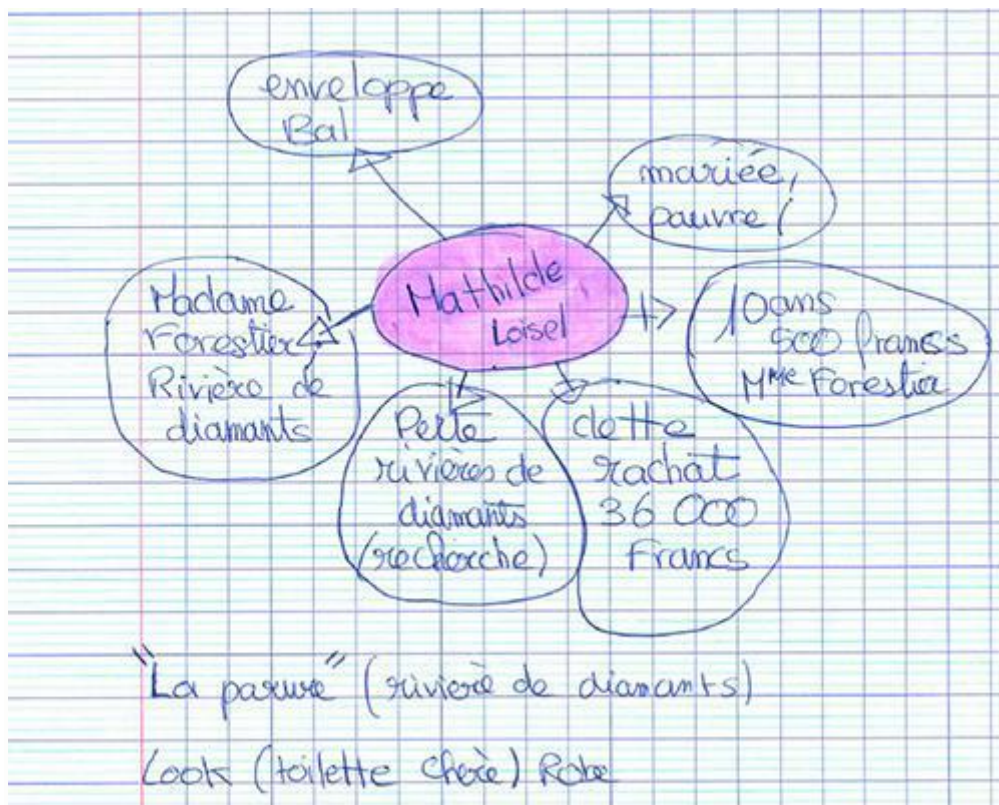 enveloppe
Bal
mariée,
pauvre!
Mathilde
Loisel
Madame
Forestier
Rivière de
diamants
10 ans
500 francs
Mme Forestier
Perte
rivières de
diamants
(recherche)
dette
rachat
36 000
Francs
"La parure" (rivière de diamants)
Look (toilette chère) Robe